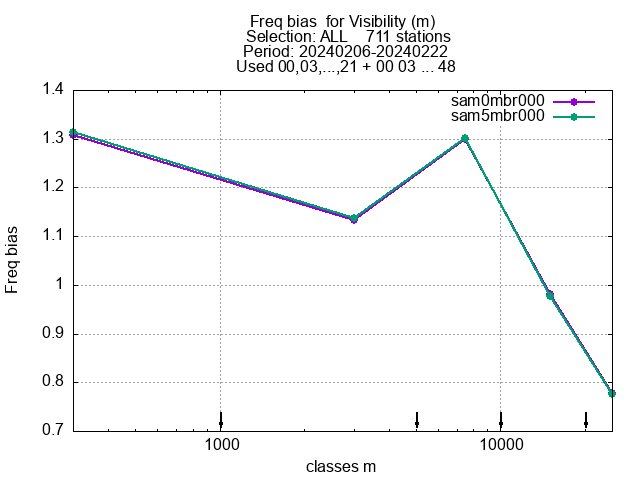 Freq bias  for Visibility (m)
Selection: ALL    711 stations
Period: 20240206-20240222
Used 00,03,...,21 + 00 03 ... 48
sam0mbr000
sam5mbr000
1.4
1.3
1.2
1.1
1
0.9
0.8
0.7
Freq bias
1000
10000
classes m